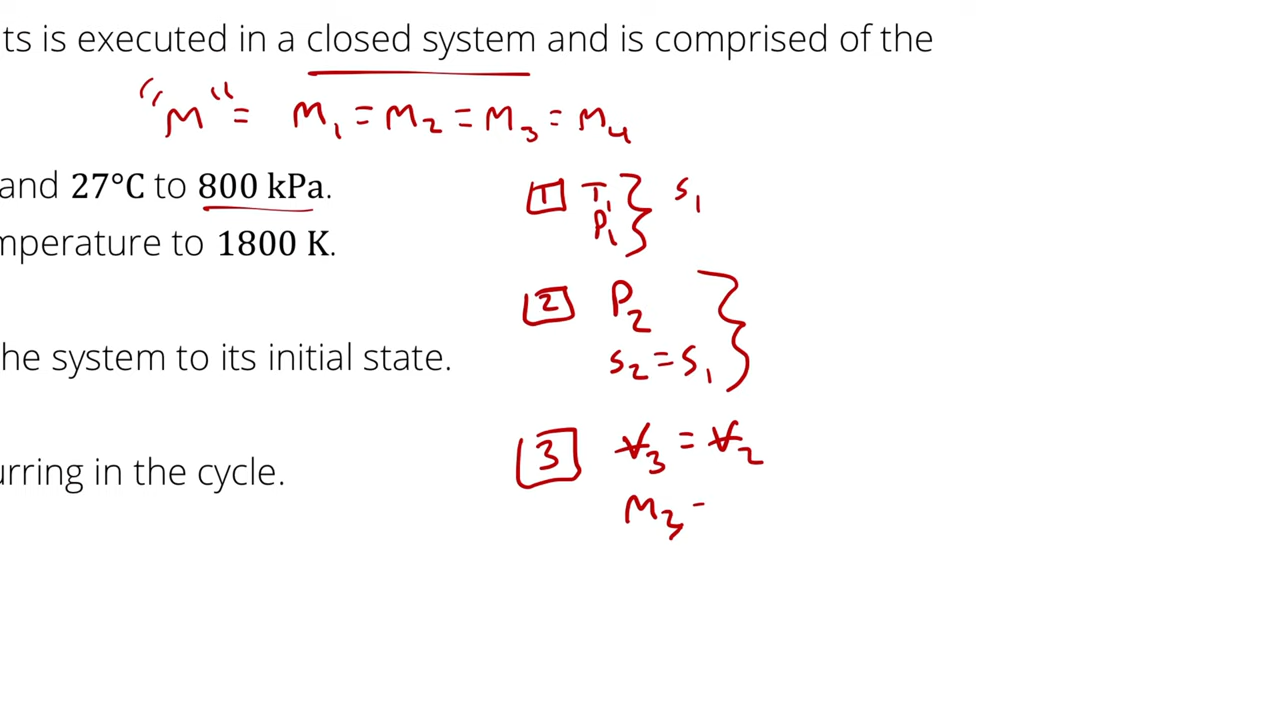 ts is executed in a closed system and is comprised of the
"m" = m₁ = m₂ = m₃ = m₄
and 27°C to 800 kPa.
1 T₁ P₁ } s₁
mperature to 1800 K.
2 P₂
he system to its initial state.
s₂ = s₁ }
3 V₃ = V₂
urring in the cycle.
m₃ -